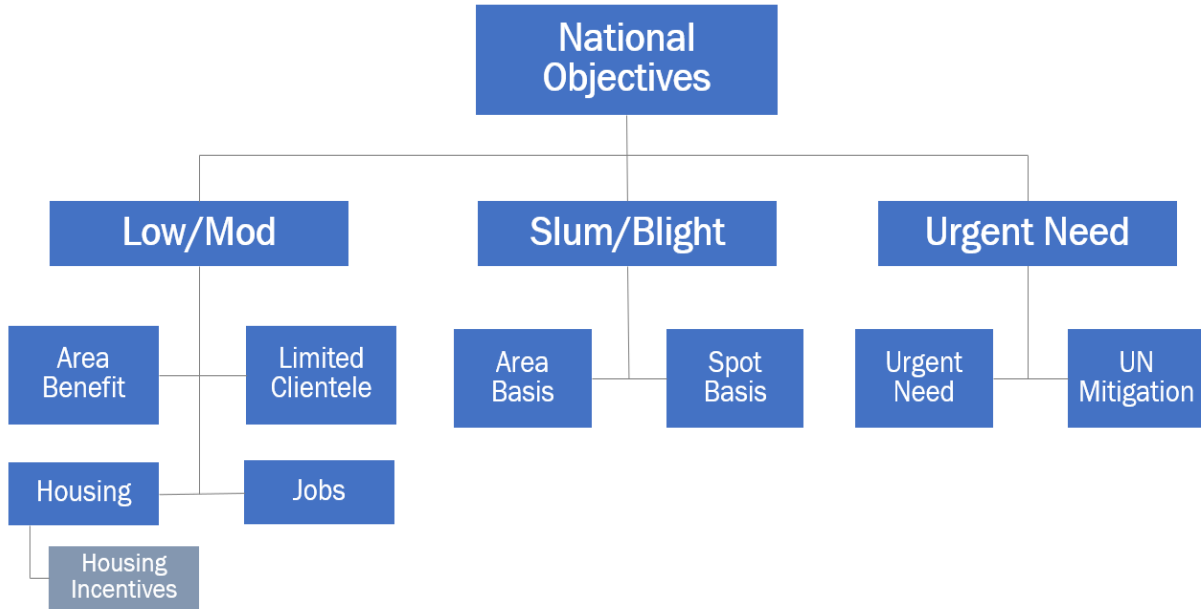 National
Objectives
Low/Mod
Slum/Blight
Urgent Need
Area
Benefit
Limited
Clientele
Area
Basis
Spot
Basis
Urgent
Need
UN
Mitigation
Housing
Jobs
Housing
Incentives